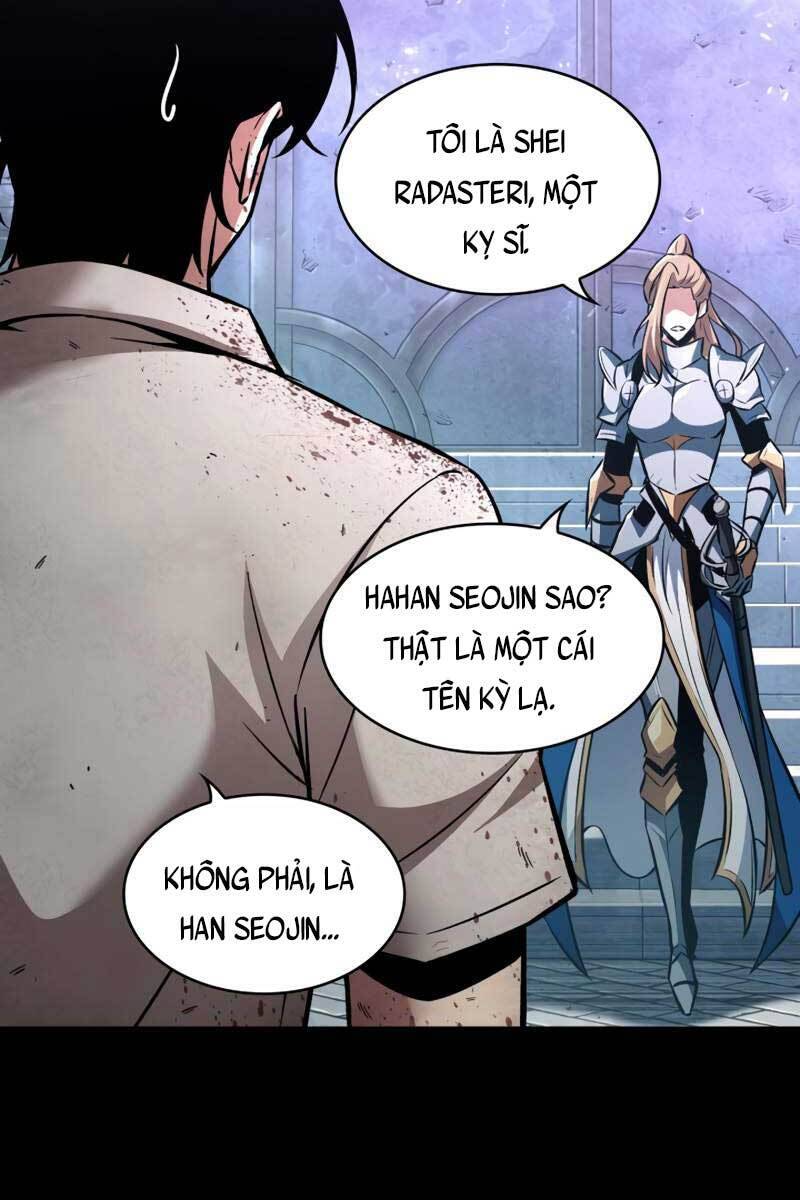 TÔI LÀ SHEI
RADASTERI, MỘT
KỴ SĨ.
HAHAN SEOJIN SAO?
THẬT LÀ MỘT CÁI
TÊN KỲ LẠ.
KHÔNG PHẢI, LÀ
HAN SEOJIN...